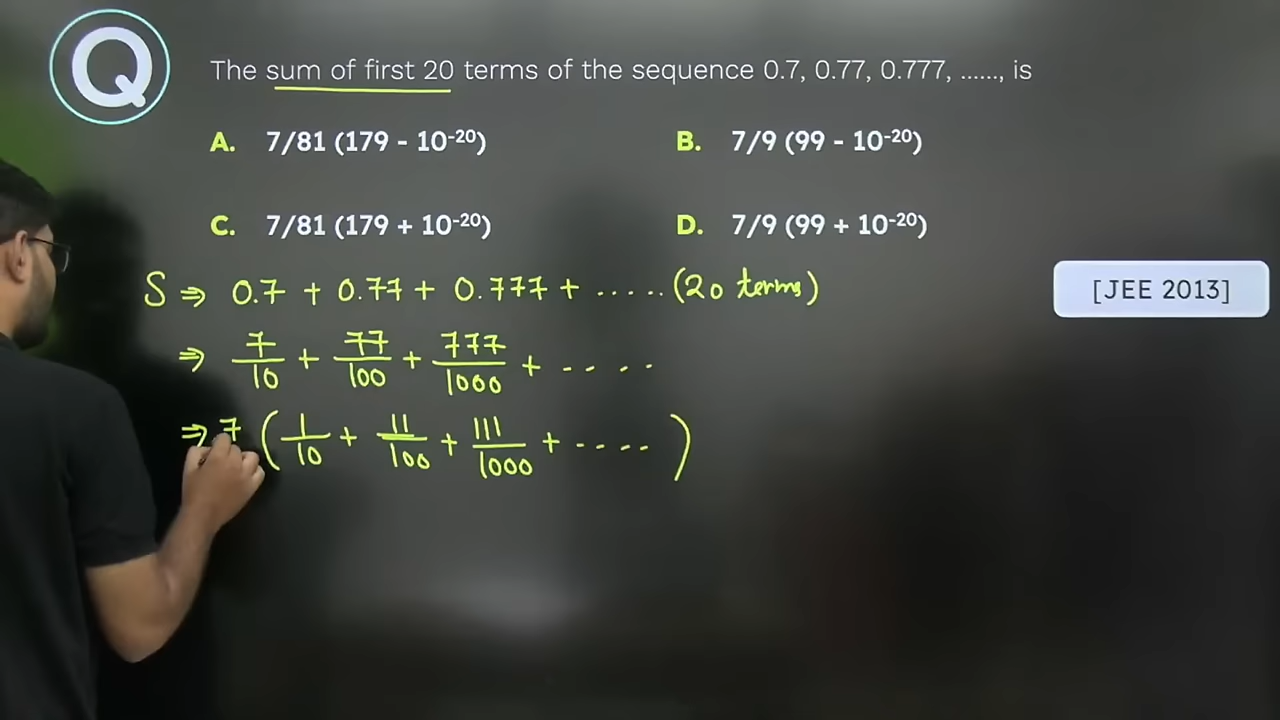 Q
The sum of first 20 terms of the sequence 0.7, 0.77, 0.777, ......, is
A. 7/81 (179 - 10⁻²⁰)
B. 7/9 (99 - 10⁻²⁰)
C. 7/81 (179 + 10⁻²⁰)
D. 7/9 (99 + 10⁻²⁰)
S ⇒ 0.7 + 0.77 + 0.777 + ..... (20 terms)
[JEE 2013]
⇒ 7/10 + 77/100 + 777/1000 + ....
⇒ 7 (1/10 + 11/100 + 111/1000 + ....)